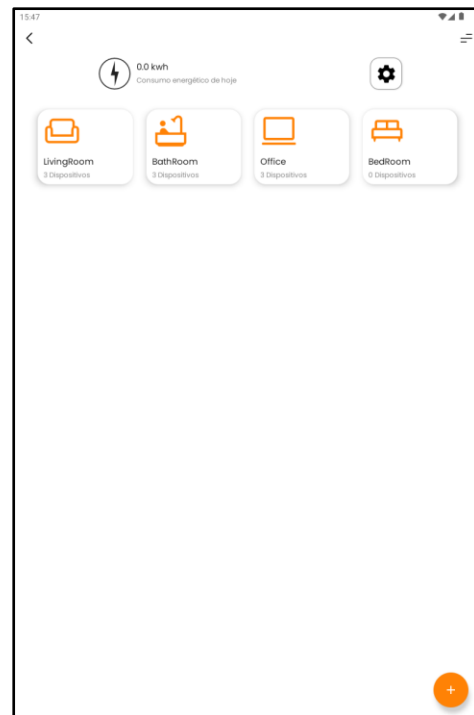 15:47
0.0 kwh
Consumo energético de hoje
LivingRoom
3 Dispositivos
BathRoom
3 Dispositivos
Office
3 Dispositivos
BedRoom
0 Dispositivos
+